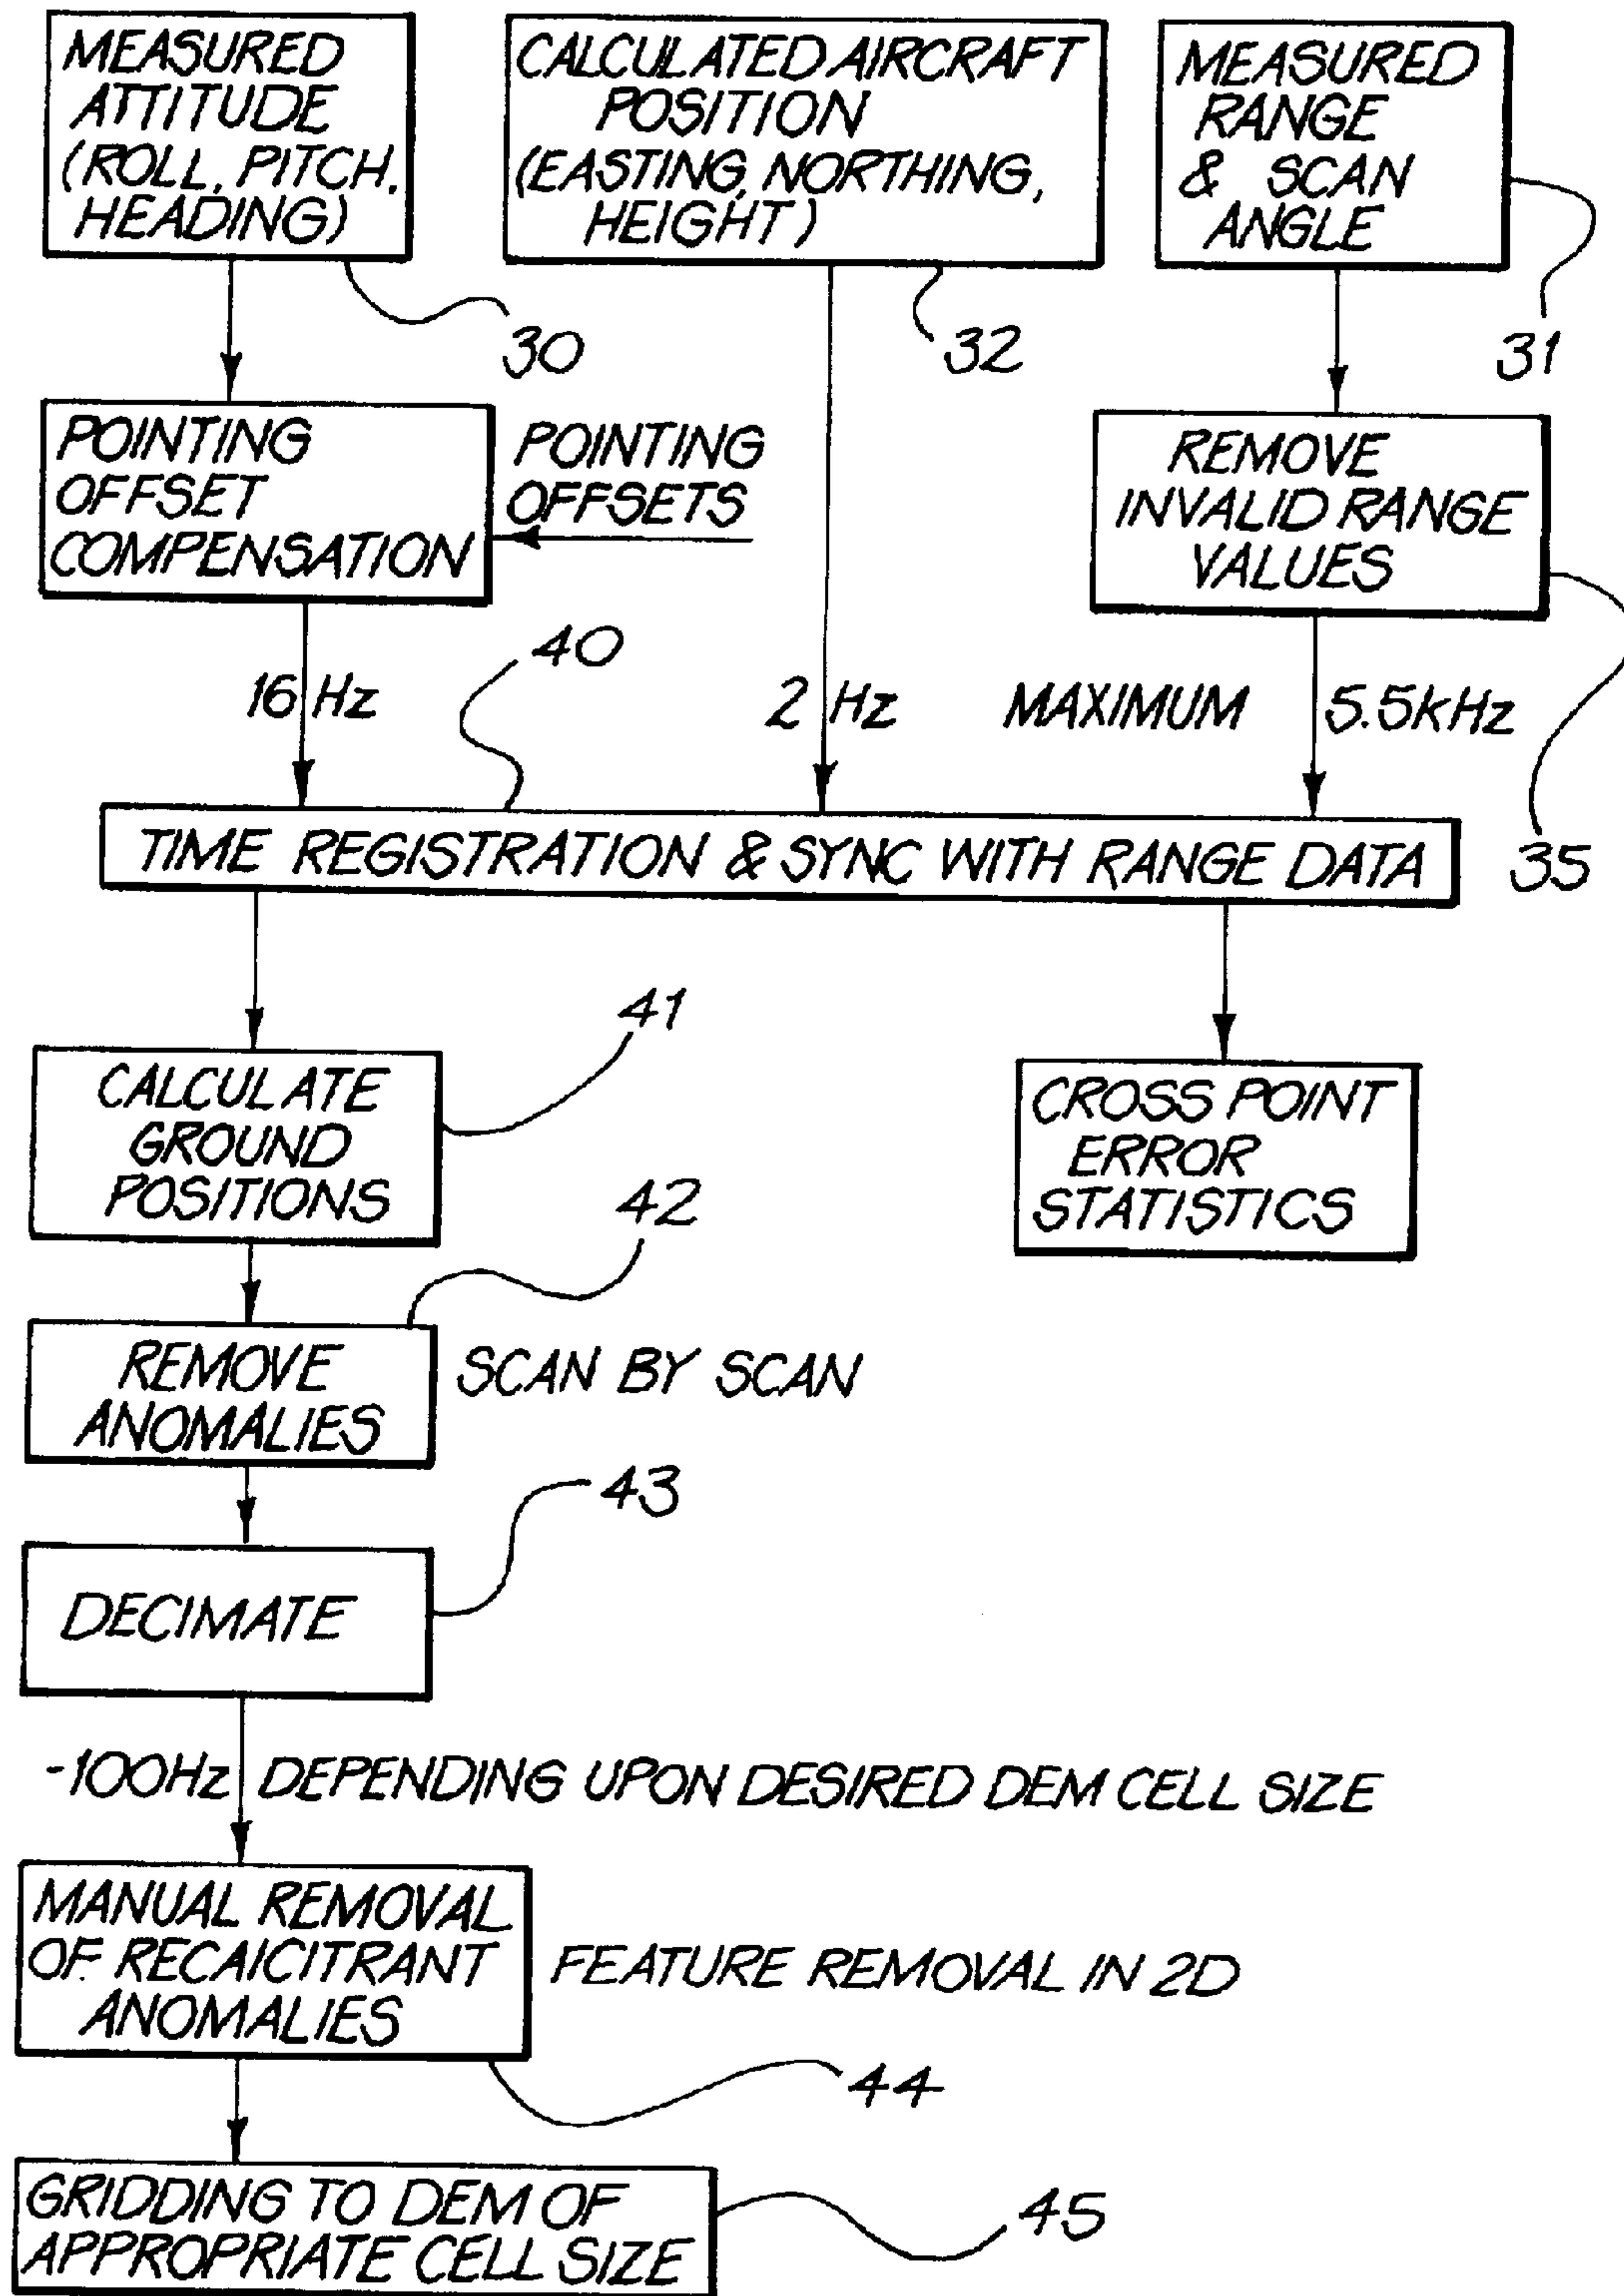 MEASURED
ATTITUDE
(ROLL, PITCH,
HEADING)
CALCULATED AIRCRAFT
POSITION
(EASTING, NORTHING,
HEIGHT)
MEASURED
RANGE
& SCAN
ANGLE
30
32
31
POINTING
OFFSET
COMPENSATION
POINTING
OFFSETS
REMOVE
INVALID RANGE
VALUES
40
16 Hz
2 Hz
MAXIMUM 5.5kHz
TIME REGISTRATION & SYNC WITH RANGE DATA
35
41
CALCULATE
GROUND
POSITIONS
CROSS POINT
ERROR
STATISTICS
42
REMOVE
ANOMALIES
SCAN BY SCAN
43
DECIMATE
-100Hz DEPENDING UPON DESIRED DEM CELL SIZE
MANUAL REMOVAL
OF RECAICITRANT
ANOMALIES
FEATURE REMOVAL IN 2D
44
GRIDDING TO DEM OF
APPROPRIATE CELL SIZE
45